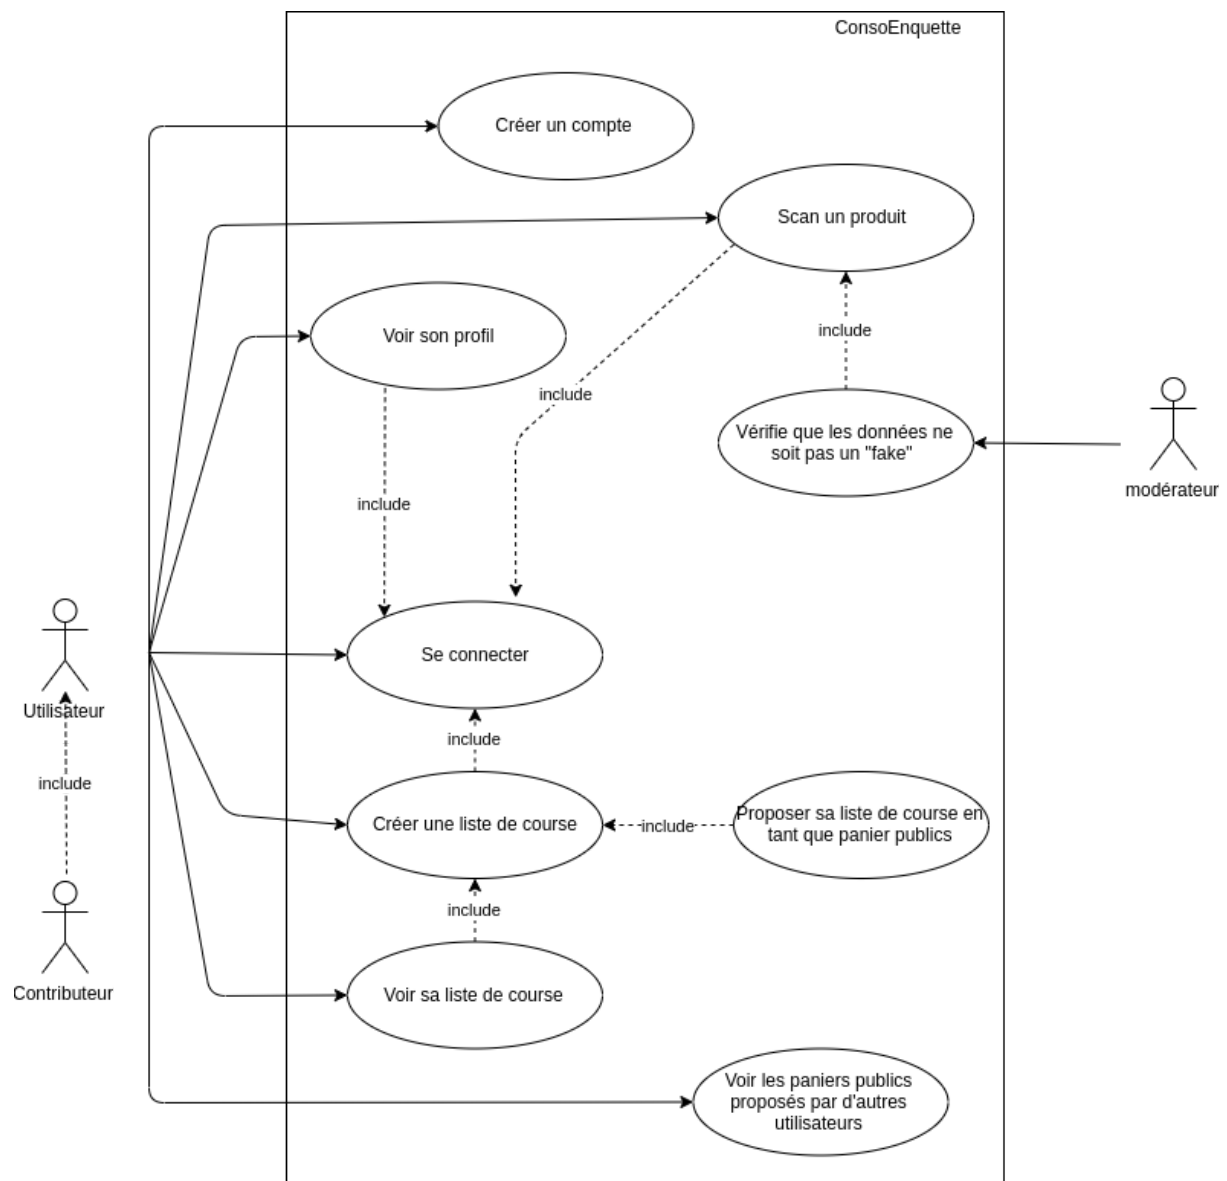 ConsoEnquette
Créer un compte
Scan un produit
include
Voir son profil
include
Vérifie que les données ne
soit pas un "fake"
modérateur
include
Se connecter
Utilisateur
include
include
Créer une liste de course
include
Proposer sa liste de course en
tant que panier publics
include
Contributeur
Voir sa liste de course
Voir les paniers publics
proposés par d'autres
utilisateurs